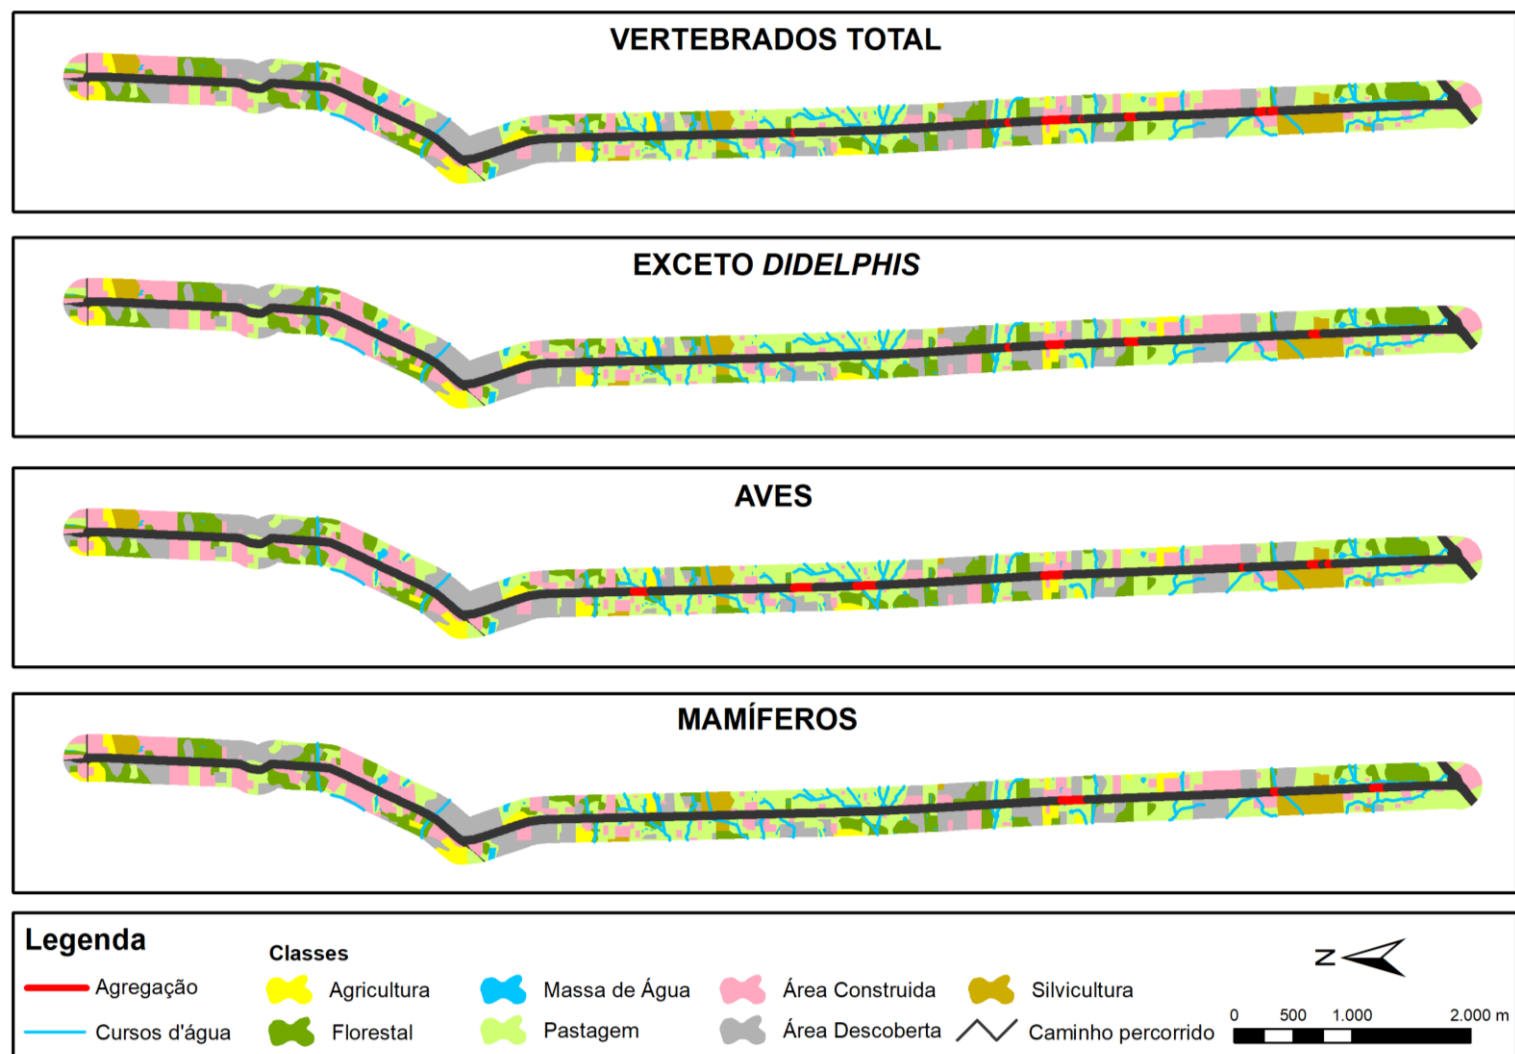 VERTEBRADOS TOTAL
EXCETO DIDELPHIS
AVES
MAMÍFEROS
Legenda
Classes
Agregação
Agricultura
Massa de Água
Área Construida
Silvicultura
Cursos d'água
Florestal
Pastagem
Área Descoberta
Caminho percorrido
N
0 500 1.000 2.000 m